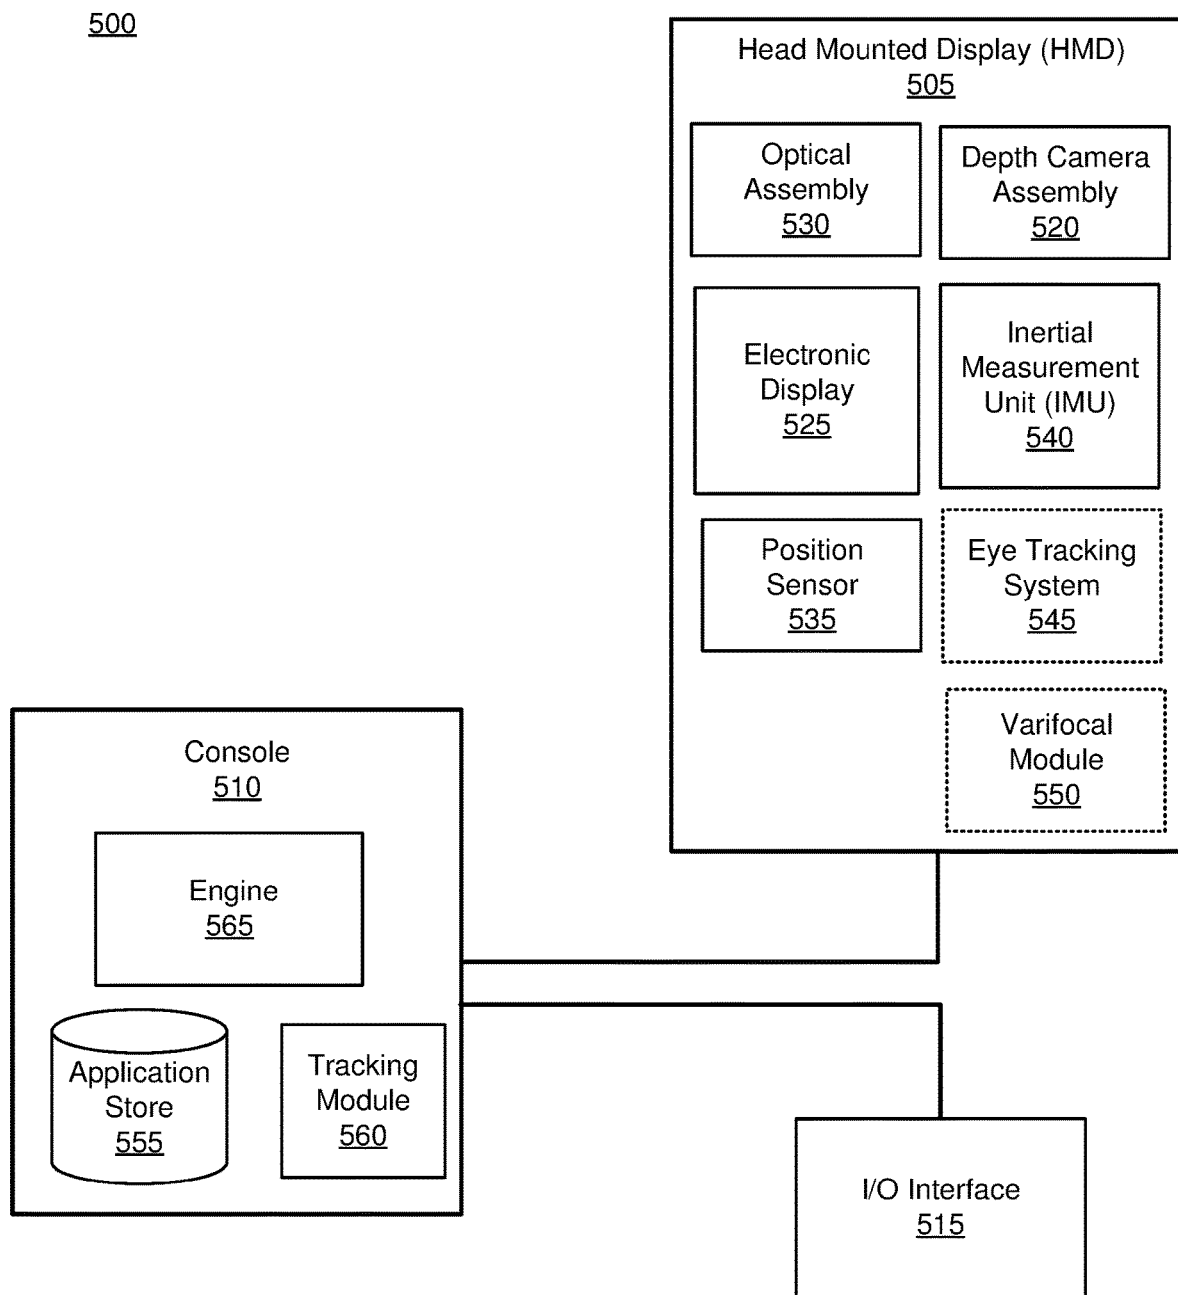 500
Head Mounted Display (HMD)
505
Optical
Assembly
530
Depth Camera
Assembly
520
Electronic
Display
525
Inertial
Measurement
Unit (IMU)
540
Position
Sensor
535
Eye Tracking
System
545
Varifocal
Module
550
Console
510
Engine
565
Application
Store
555
Tracking
Module
560
I/O Interface
515